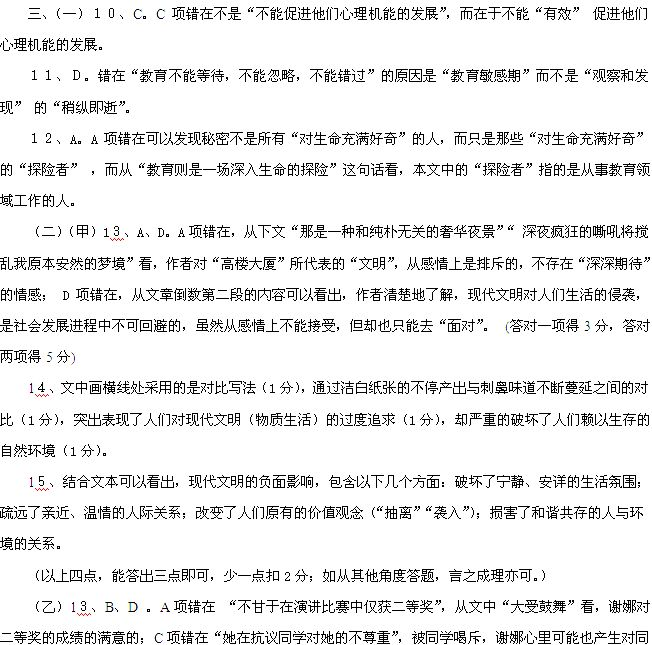 三、（一）１０、C。C 项错在不是“不能促进他们心理机能的发展”，而在于不能“有效” 促进他们
心理机能的发展。
１１、D。错在“教育不能等待，不能忽略，不能错过”的原因是“教育敏感期”而不是“观察和发
现” 的“稍纵即逝”。
１２、A。A 项错在可以发现秘密不是所有“对生命充满好奇”的人，而只是那些“对生命充满好奇”
的“探险者” ，而从“教育则是一场深入生命的探险”这句话看，本文中的“探险者”指的是从事教育领
域工作的人。
（二）（甲）1３、A、D。A 项错在，从下文“那是一种和纯朴无关的奢华夜景”“ 深夜疯狂的嘶吼将搅
乱我原本安然的梦境”看，作者对“高楼大厦”所代表的“文明”，从感情上是排斥的，不存在“深深期待”
的情感； D 项错在，从文章倒数第二段的内容可以看出，作者清楚地了解，现代文明对人们生活的侵袭，
是社会发展进程中不可回避的，虽然从感情上不能接受，但却也只能去“面对”。 (答对一项得 3 分，答对
两项得 5 分)
1４、文中画横线处采用的是对比写法（1 分），通过洁白纸张的不停产出与刺鼻味道不断蔓延之间的对
比（1 分），突出表现了人们对现代文明（物质生活）的过度追求（1 分），却严重的破坏了人们赖以生存的
自然环境（1 分）。
1５、结合文本可以看出，现代文明的负面影响，包含以下几个方面：破坏了宁静、安详的生活氛围；
疏远了亲近、温情的人际关系；改变了人们原有的价值观念（“抽离”“袭入”）；损害了和谐共存的人与环
境的关系。
（以上四点，能答出三点即可，少一点扣 2 分；如从其他角度答题，言之成理亦可。）
（乙）1３、B、D 。A 项错在 “不甘于在演讲比赛中仅获二等奖”，从文中“大受鼓舞”看，谢娜对
二等奖的成绩的满意的；C 项错在“她在抗议同学对她的不尊重”，被同学喝斥，谢娜心里可能也产生对同